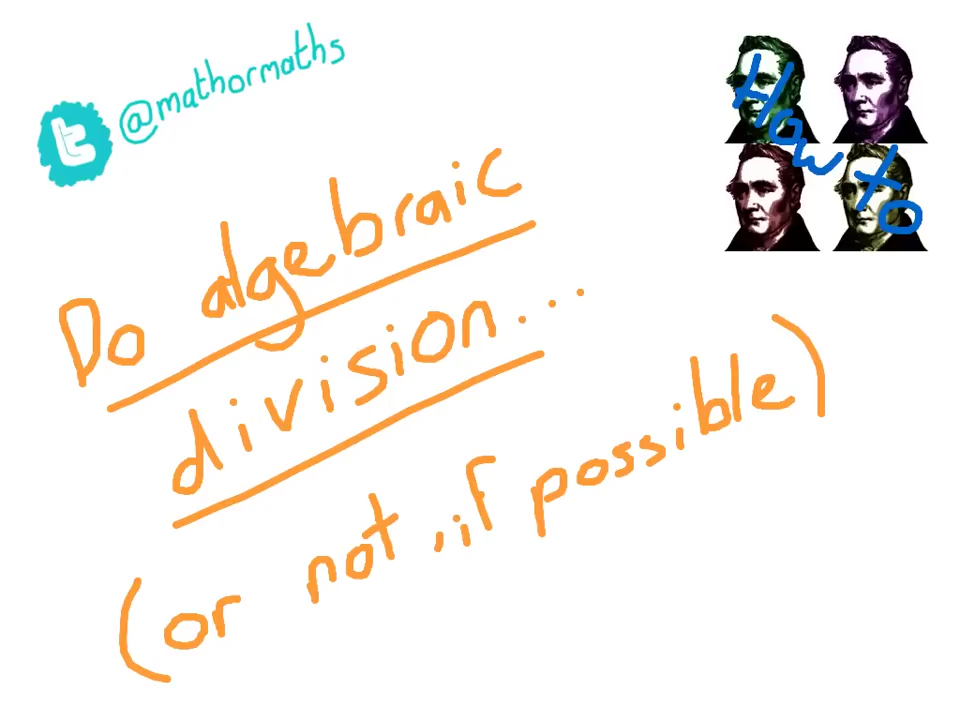 @mathormaths
How to
Do algebraic
division...
(or not, if possible)